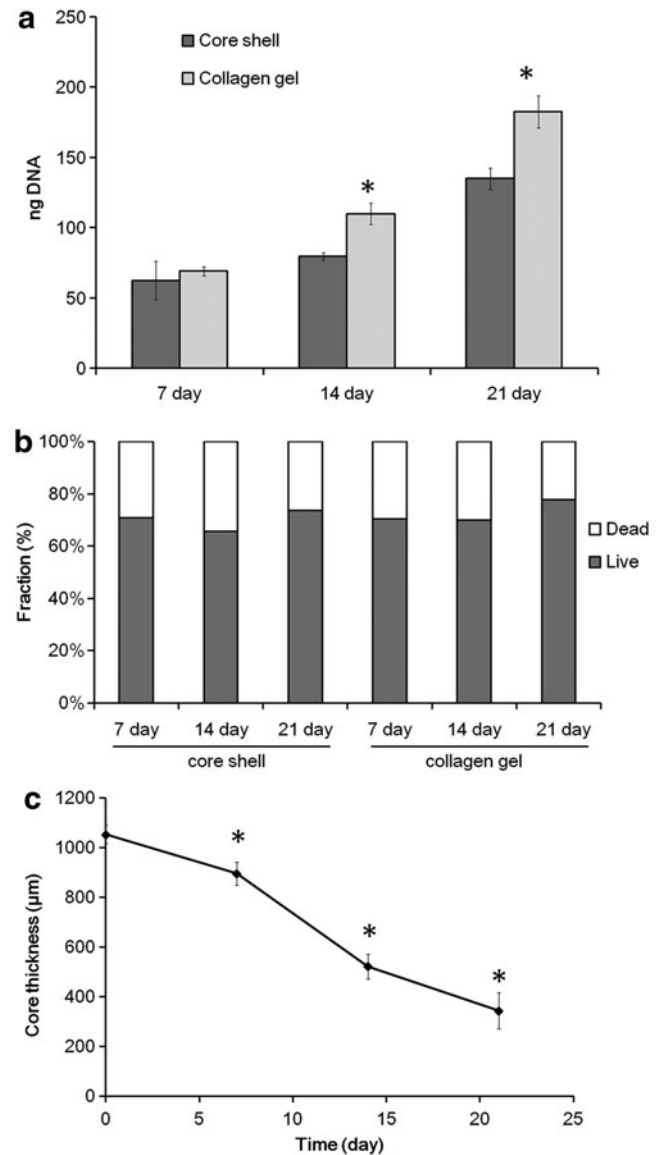 a
250
200
150
100
50
0
ng DNA
Core shell
Collagen gel
*
*
7 day 14 day 21 day
b
100%
80%
60%
40%
20%
0%
Fraction (%)
Dead
Live
7 day 14 day 21 day 7 day 14 day 21 day
core shell collagen gel
c
1200
1000
800
600
400
200
0
Core thickness (µm)
*
*
*
0 5 10 15 20 25
Time (day)